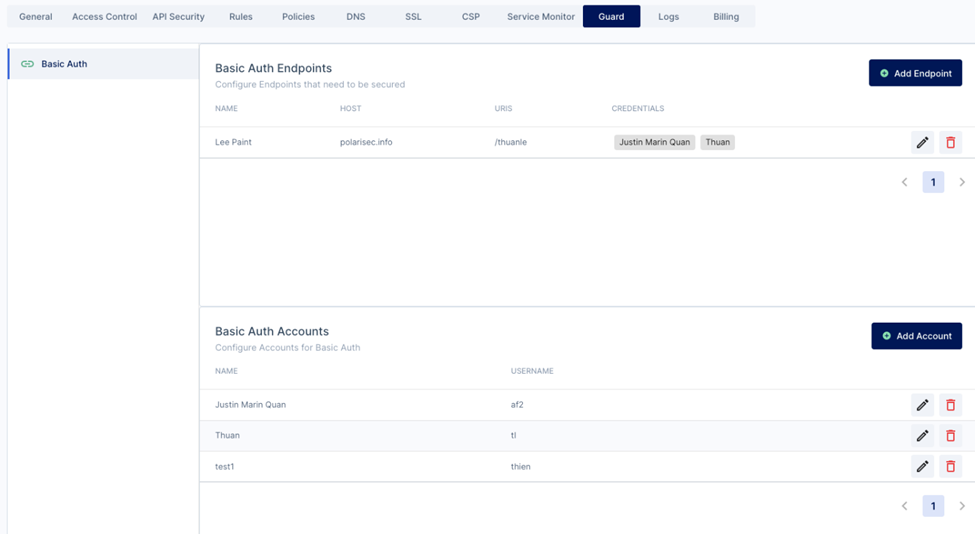 General Access Control API Security Rules Policies DNS SSL CSP Service Monitor Guard Logs Billing
Basic Auth
Basic Auth Endpoints
Configure Endpoints that need to be secured
Add Endpoint
NAME HOST URIS CREDENTIALS
Lee Paint polarisec.info /thuanle Justin Marin Quan Thuan
1
Basic Auth Accounts
Configure Accounts for Basic Auth
Add Account
NAME USERNAME
Justin Marin Quan af2
Thuan tl
test1 thien
1